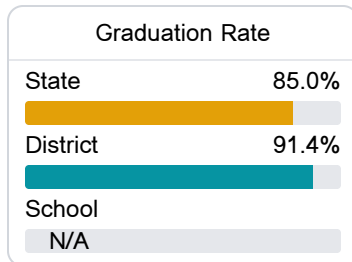 Graduation Rate
State 85.0%
District 91.4%
School
N/A